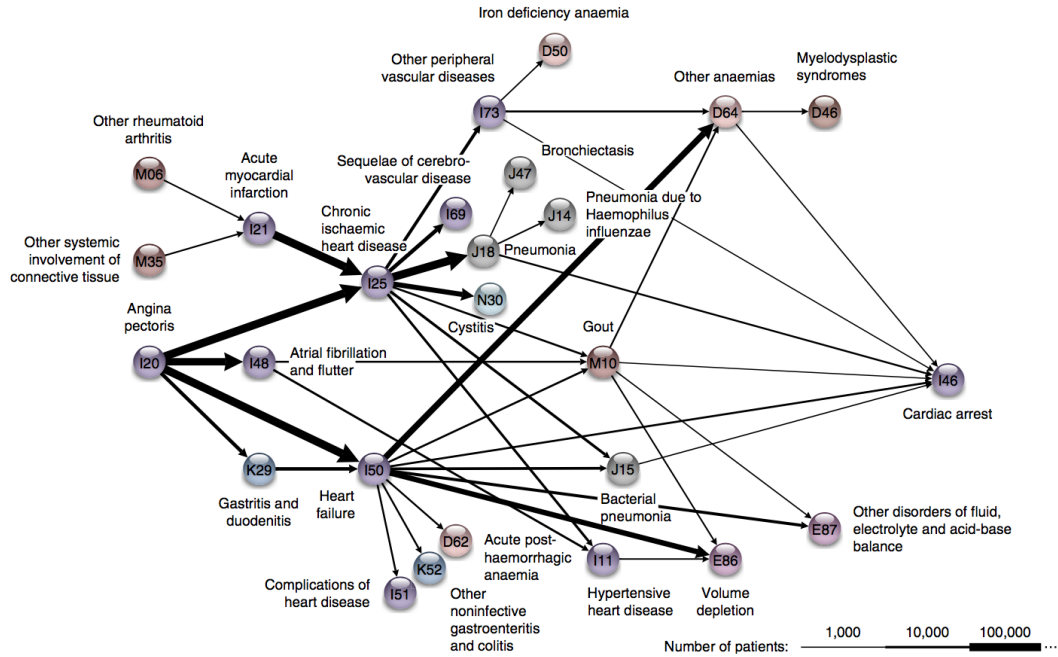 Iron deficiency anaemia
D50
Other peripheral
vascular diseases
I73
Other anaemias
D64
Myelodysplastic
syndromes
D46
Other rheumatoid
arthritis
M06
Acute
myocardial
infarction
I21
Sequelae of cerebro-
vascular disease
I69
Bronchiectasis
J47
J14
Pneumonia due to
Haemophilus
influenzae
Other systemic
involvement of
connective tissue
M35
Chronic
ischaemic
heart disease
I25
J18
Pneumonia
N30
Cystitis
Angina
pectoris
I20
I48
Atrial fibrillation
and flutter
Gout
M10
I46
Cardiac arrest
K29
Gastritis and
duodenitis
I50
Heart
failure
J15
Bacterial
pneumonia
E87
Other disorders of fluid,
electrolyte and acid-base
balance
D62
Acute post-
haemorrhagic
anaemia
K52
Other
noninfective
gastroenteritis
and colitis
I51
Complications of
heart disease
I11
Hypertensive
heart disease
E86
Volume
depletion
Number of patients:
1,000
10,000
100,000
...